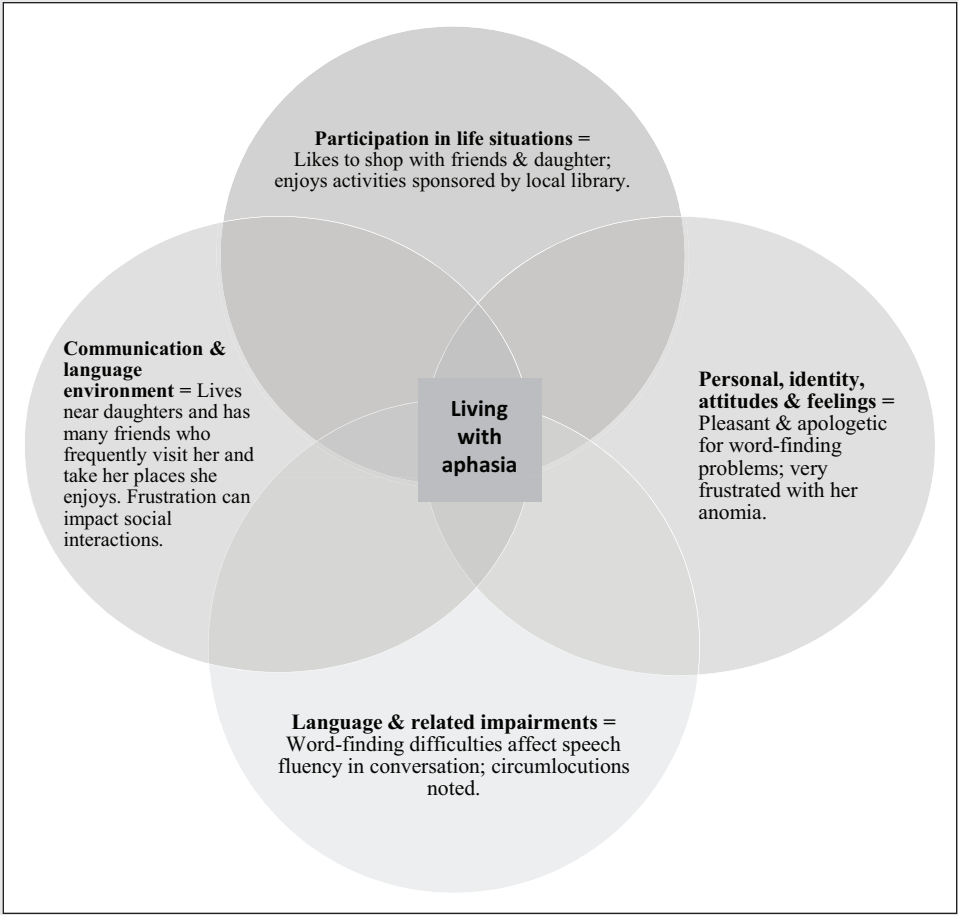 Participation in life situations =
Likes to shop with friends & daughter;
enjoys activities sponsored by local library.
Communication &
language
environment = Lives
near daughters and has
many friends who
frequently visit her and
take her places she
enjoys. Frustration can
impact social
interactions.
Living
with
aphasia
Personal, identity,
attitudes & feelings =
Pleasant & apologetic
for word-finding
problems; very
frustrated with her
anomia.
Language & related impairments =
Word-finding difficulties affect speech
fluency in conversation; circumlocutions
noted.